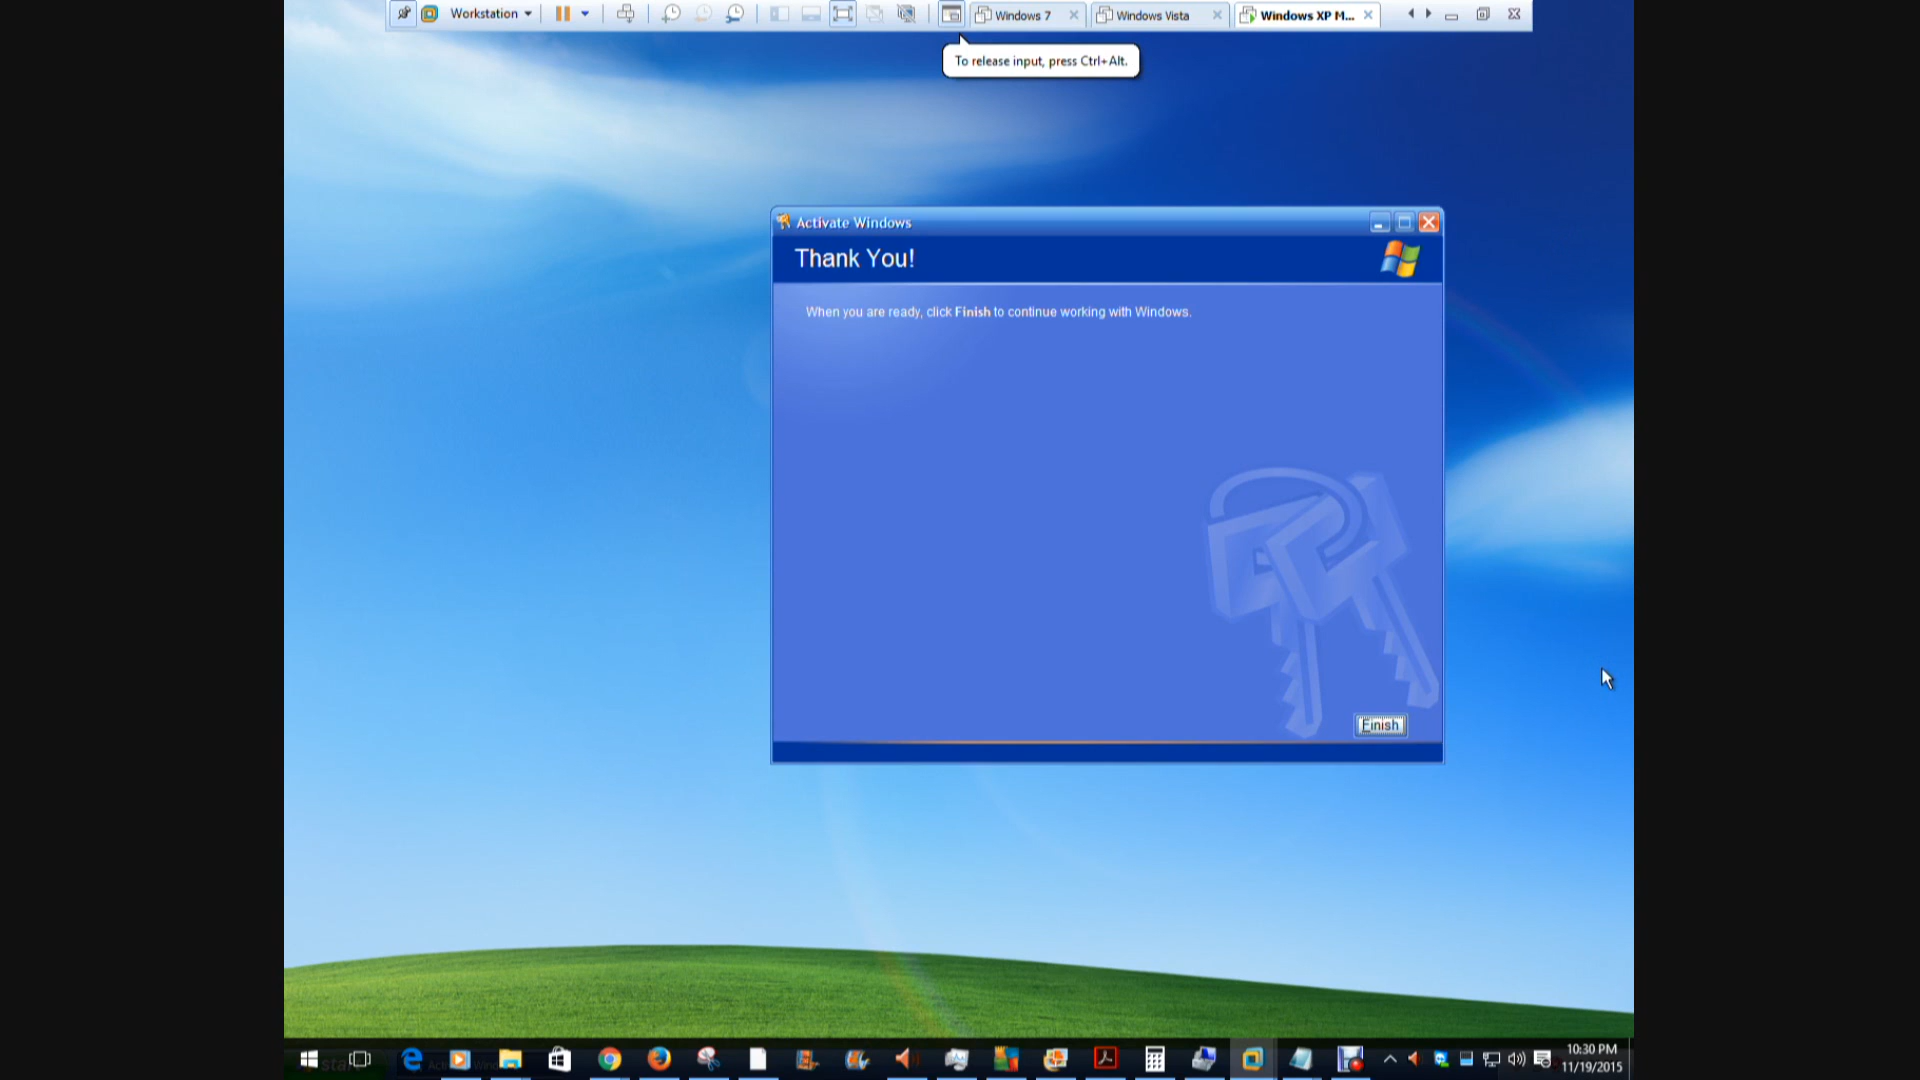 Workstation
Windows 7
Windows Vista
Windows XP M...
To release input, press Ctrl+Alt.
Activate Windows
Thank You!
When you are ready, click Finish to continue working with Windows.
Finish
10:30 PM
11/19/2015